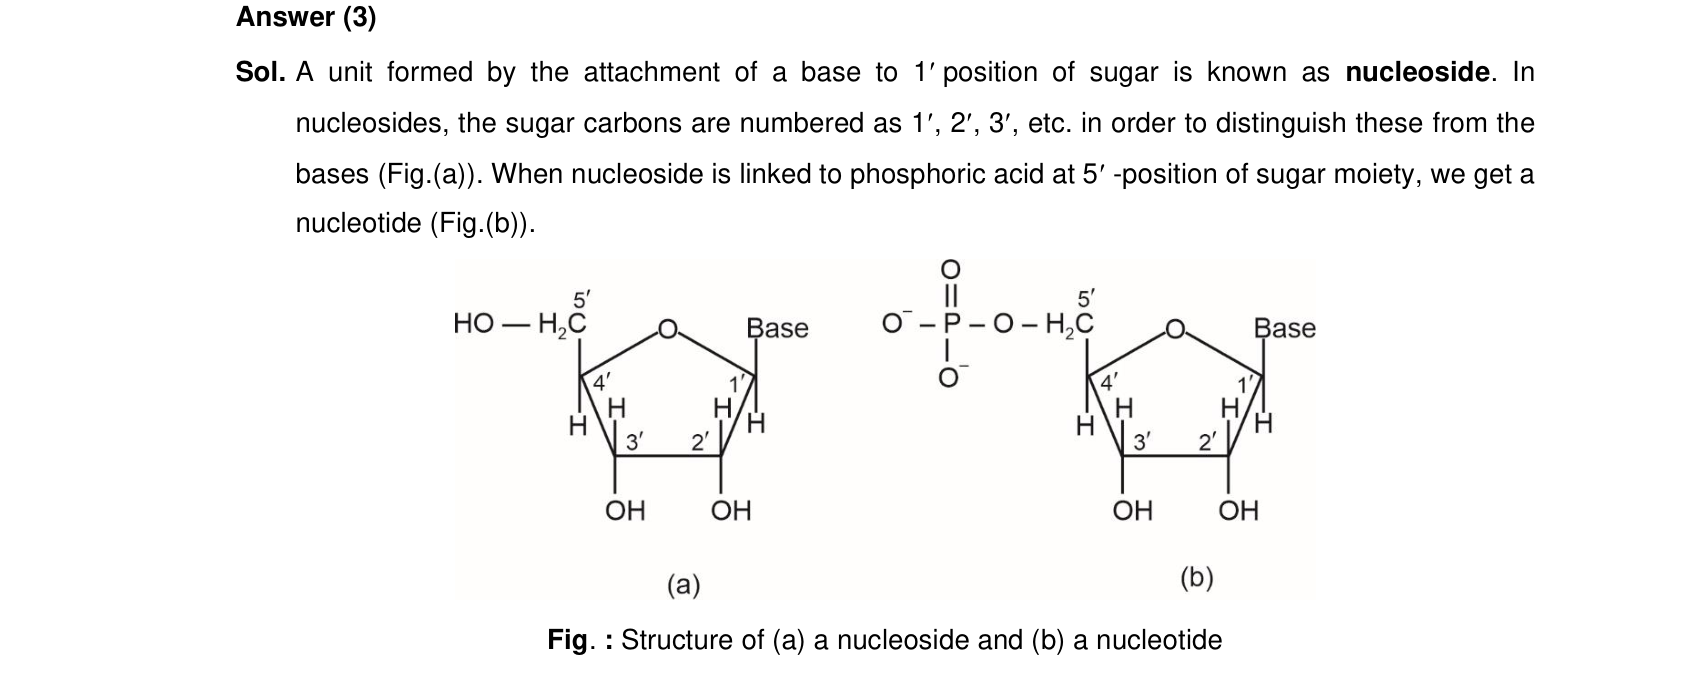 Answer (3)
Sol. A unit formed by the attachment of a base to 1′ position of sugar is known as nucleoside. In
nucleosides, the sugar carbons are numbered as 1′, 2′, 3′, etc. in order to distinguish these from the
bases (Fig.(a)). When nucleoside is linked to phosphoric acid at 5′ -position of sugar moiety, we get a
nucleotide (Fig.(b)).
O
5′ 5′
HO — H₂C O Base O⁻ – P – O – H₂C O Base
O⁻
4′ 1′ 4′ 1′
H H H H
H H H H
3′ 2′ 3′ 2′
OH OH OH OH
(a) (b)
Fig. : Structure of (a) a nucleoside and (b) a nucleotide